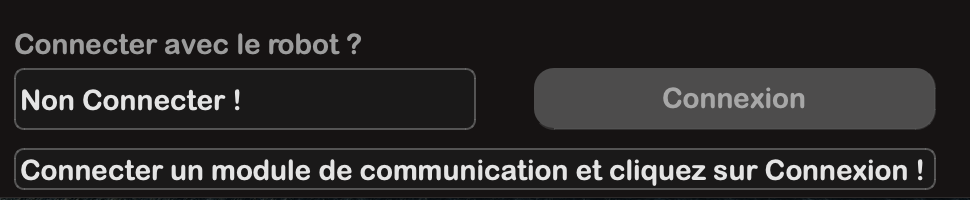 Connecter avec le robot ?
Non Connecter !
Connexion
Connecter un module de communication et cliquez sur Connexion !